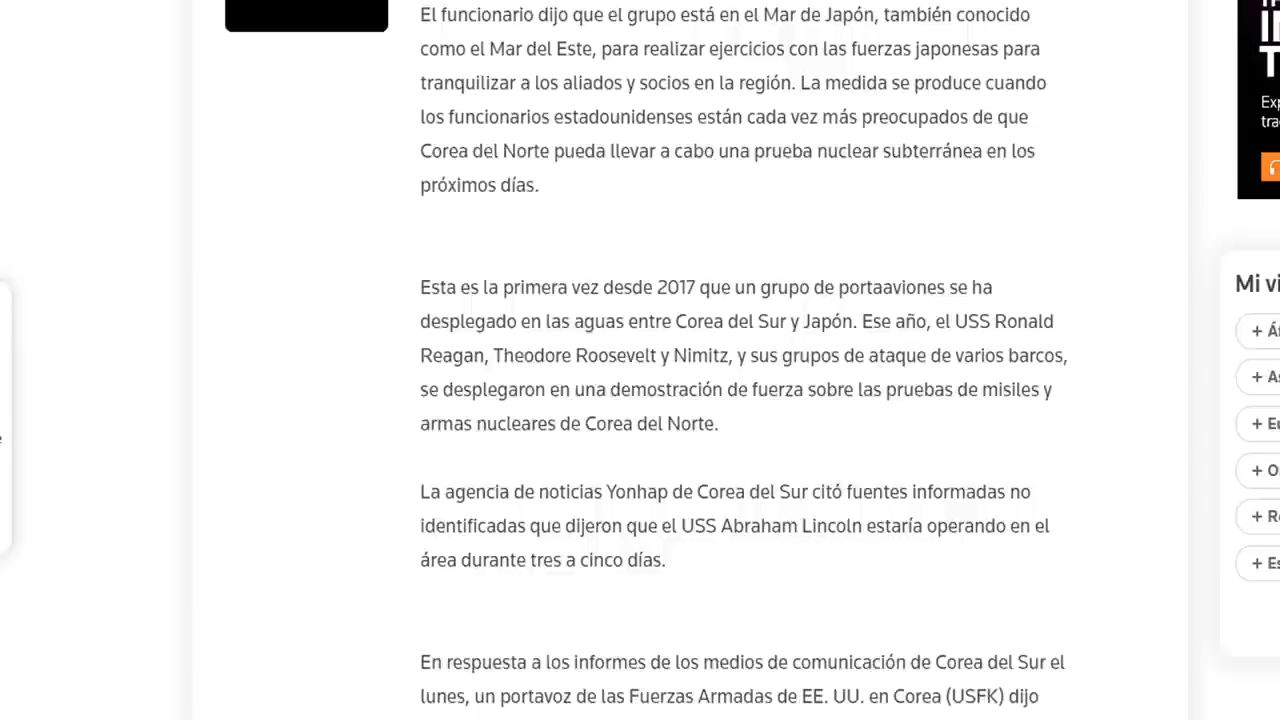 El funcionario dijo que el grupo está en el Mar de Japón, también conocido
como el Mar del Este, para realizar ejercicios con las fuerzas japonesas para
tranquilizar a los aliados y socios en la región. La medida se produce cuando
los funcionarios estadounidenses están cada vez más preocupados de que
Corea del Norte pueda llevar a cabo una prueba nuclear subterránea en los
próximos días.
Esta es la primera vez desde 2017 que un grupo de portaaviones se ha
desplegado en las aguas entre Corea del Sur y Japón. Ese año, el USS Ronald
Reagan, Theodore Roosevelt y Nimitz, y sus grupos de ataque de varios barcos,
se desplegaron en una demostración de fuerza sobre las pruebas de misiles y
armas nucleares de Corea del Norte.
La agencia de noticias Yonhap de Corea del Sur citó fuentes informadas no
identificadas que dijeron que el USS Abraham Lincoln estaría operando en el
área durante tres a cinco días.
En respuesta a los informes de los medios de comunicación de Corea del Sur el
lunes, un portavoz de las Fuerzas Armadas de EE. UU. en Corea (USFK) dijo
Mi